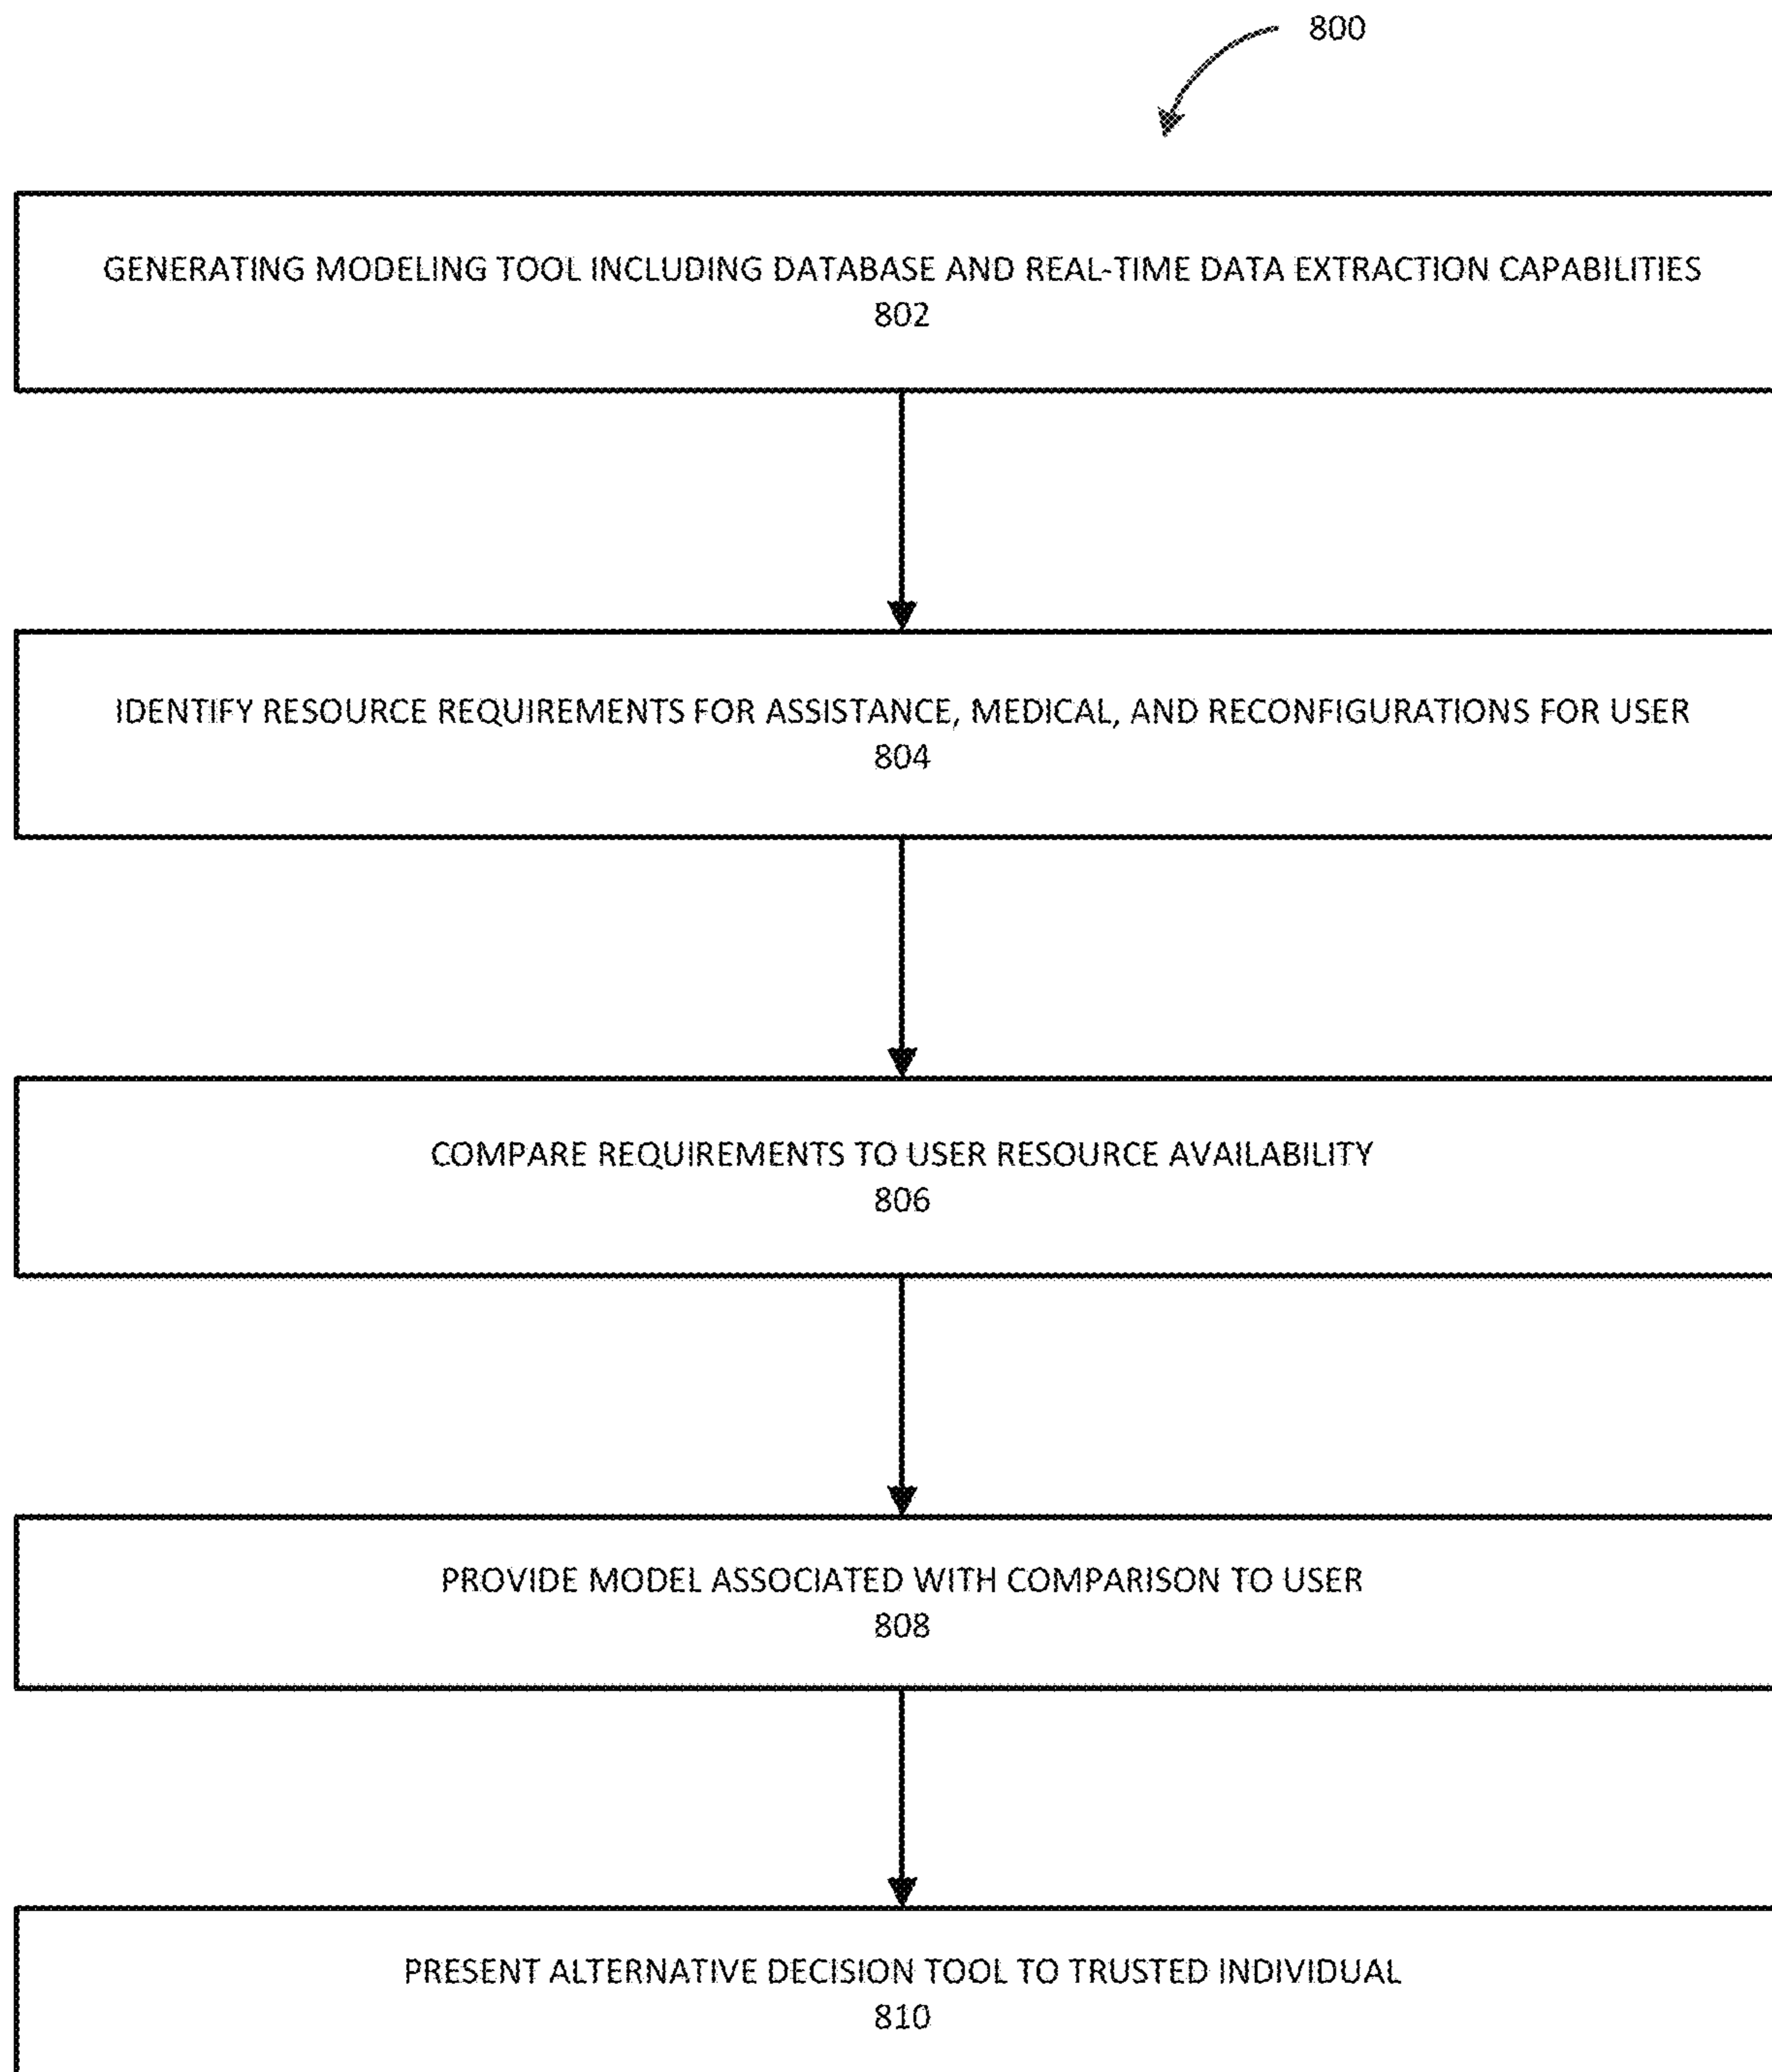 800
GENERATING MODELING TOOL INCLUDING DATABASE AND REAL-TIME DATA EXTRACTION CAPABILITIES
802
IDENTIFY RESOURCE REQUIREMENTS FOR ASSISTANCE, MEDICAL, AND RECONFIGURATIONS FOR USER
804
COMPARE REQUIREMENTS TO USER RESOURCE AVAILABILITY
806
PROVIDE MODEL ASSOCIATED WITH COMPARISON TO USER
808
PRESENT ALTERNATIVE DECISION TOOL TO TRUSTED INDIVIDUAL
810